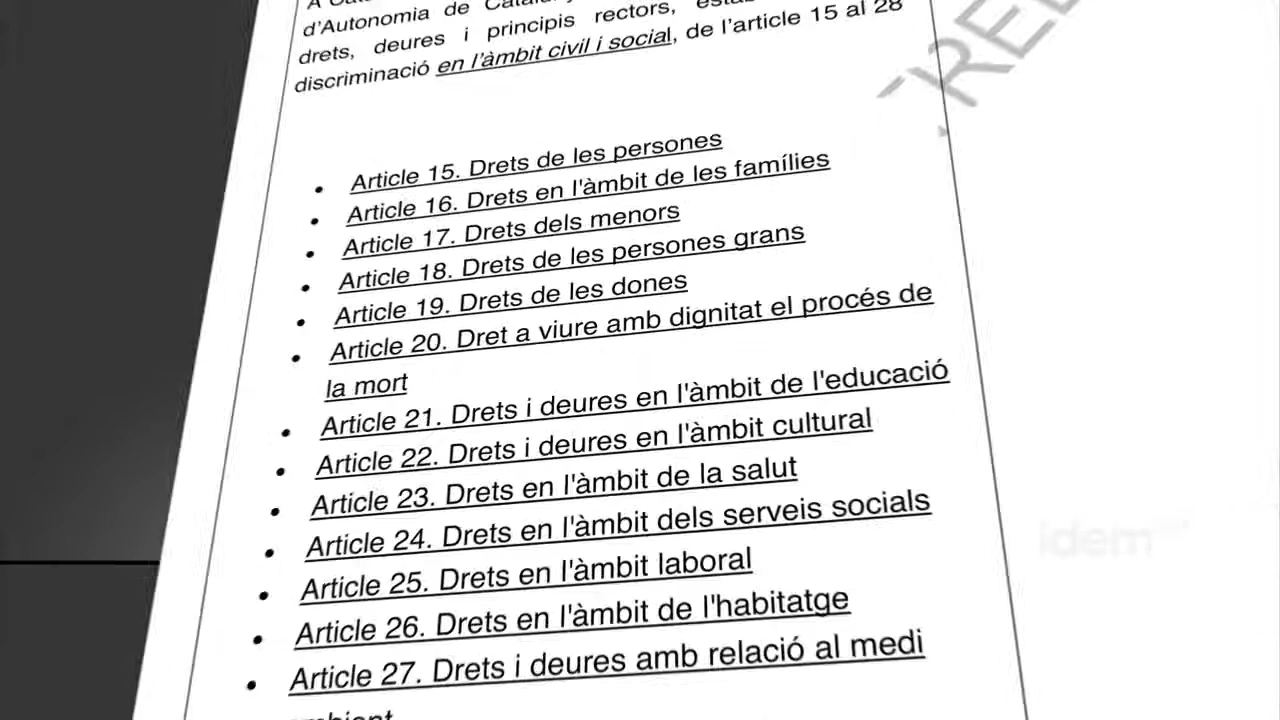 d'Autonomia de
drets, deures i principis rectors,
discriminació en l'àmbit civil i social, de l'article 15 al 28
• Article 15. Drets de les persones
• Article 16. Drets en l'àmbit de les famílies
• Article 17. Drets dels menors
• Article 18. Drets de les persones grans
• Article 19. Drets de les dones
• Article 20. Dret a viure amb dignitat el procés de
la mort
• Article 21. Drets i deures en l'àmbit de l'educació
• Article 22. Drets i deures en l'àmbit cultural
• Article 23. Drets en l'àmbit de la salut
• Article 24. Drets en l'àmbit dels serveis socials
• Article 25. Drets en l'àmbit laboral
• Article 26. Drets en l'àmbit de l'habitatge
• Article 27. Drets i deures amb relació al medi
idem